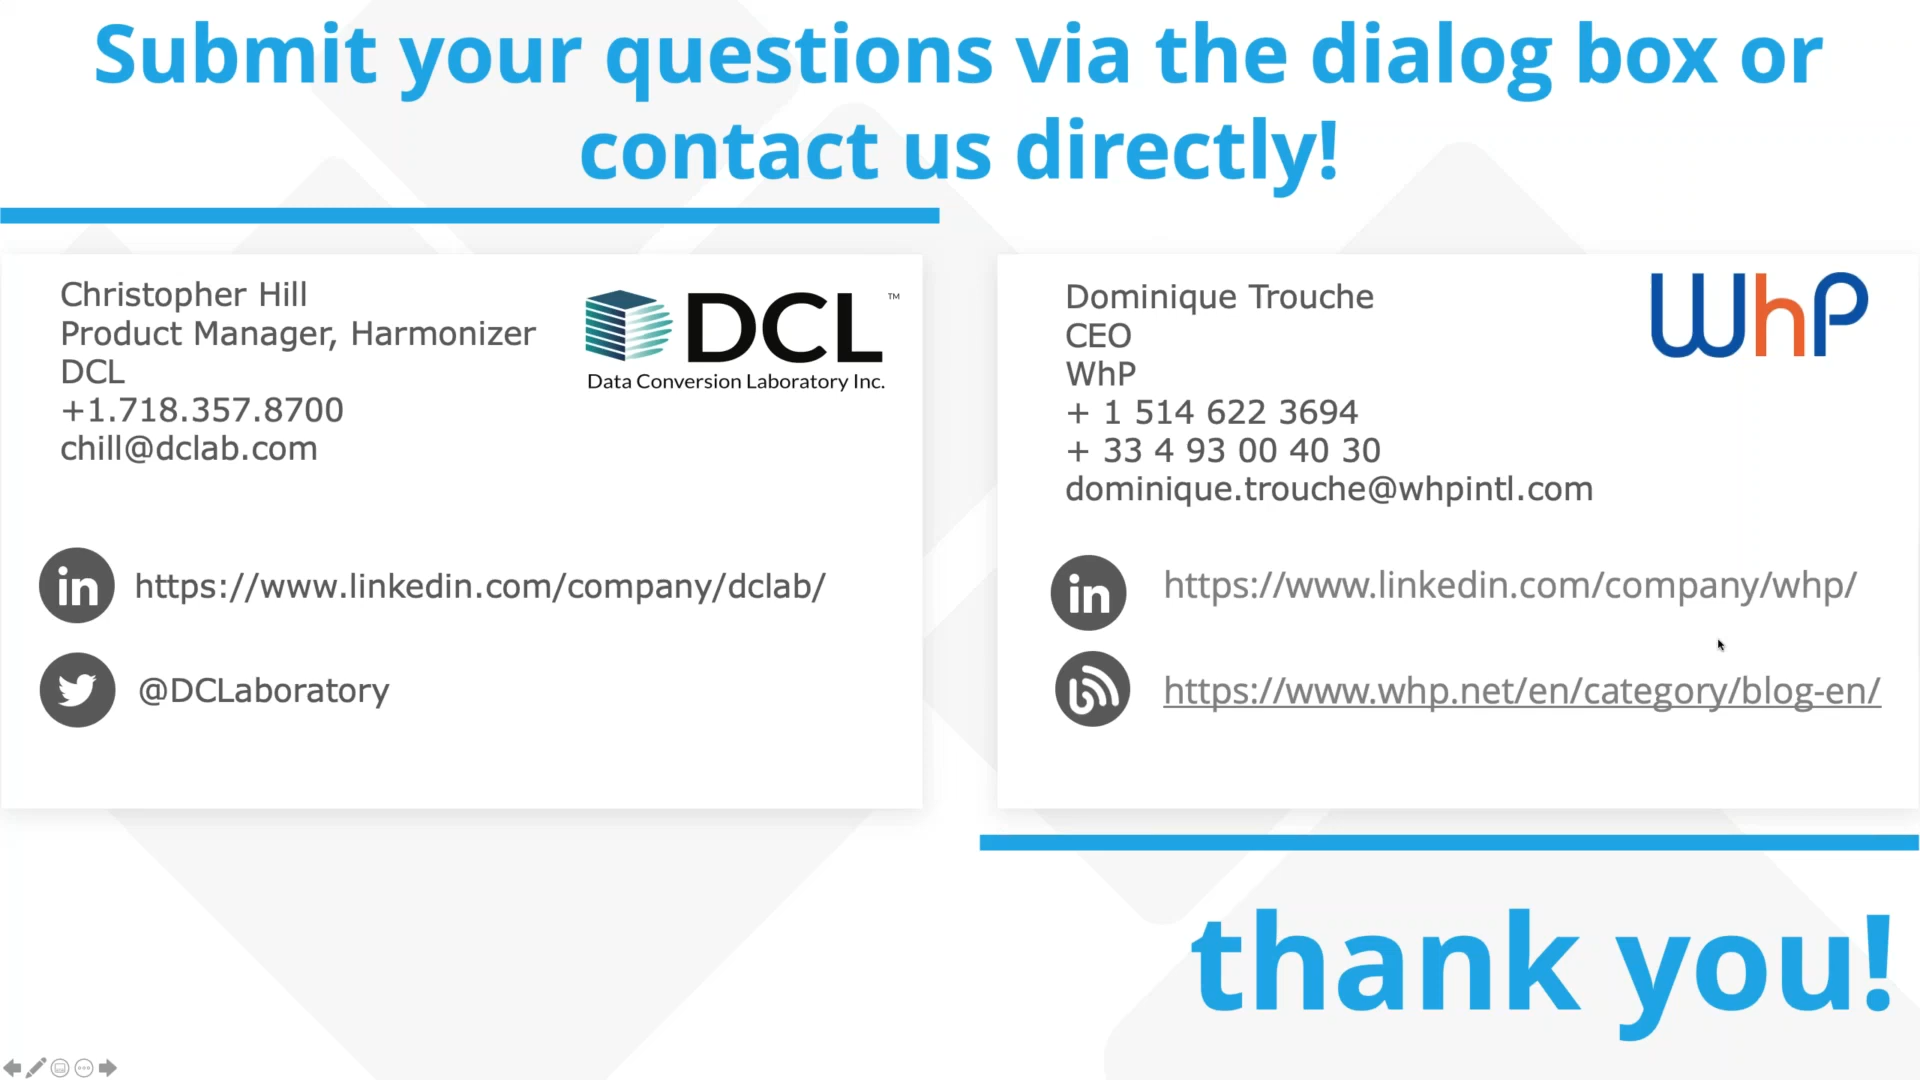 Submit your questions via the dialog box or
contact us directly!
Christopher Hill
Product Manager, Harmonizer
DCL
+1.718.357.8700
chill@dclab.com
DCL™
Data Conversion Laboratory Inc.
in https://www.linkedin.com/company/dclab/
@DCLaboratory
Dominique Trouche
CEO
WhP
+ 1 514 622 3694
+ 33 4 93 00 40 30
dominique.trouche@whpintl.com
WhP
in https://www.linkedin.com/company/whp/
https://www.whp.net/en/category/blog-en/
thank you!